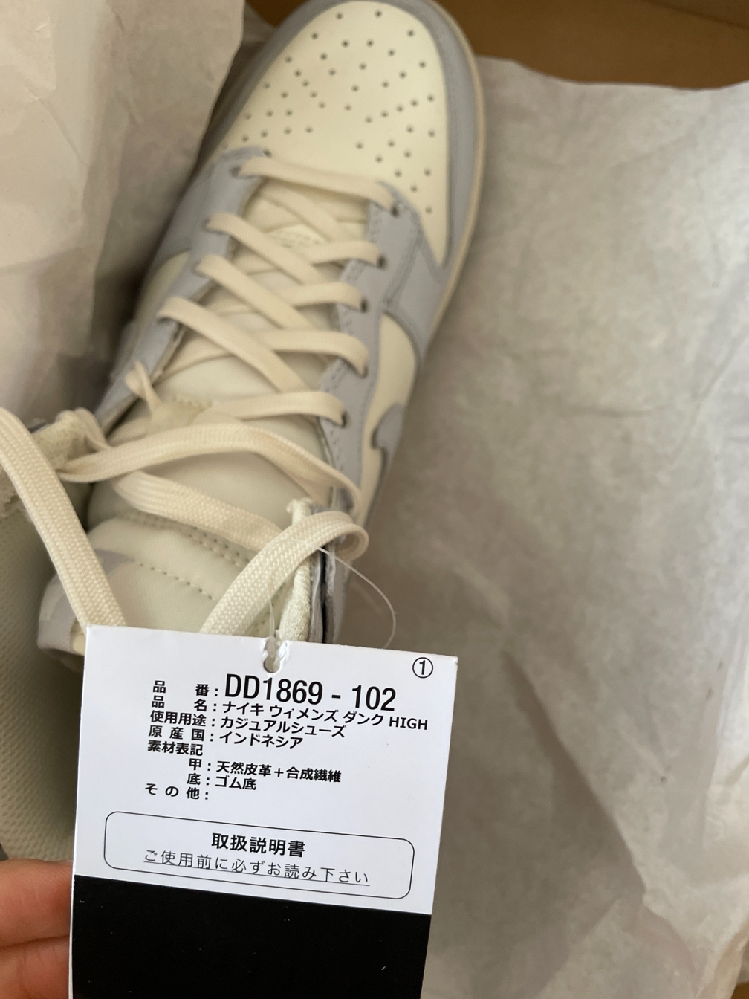 ①
品 番：DD1869 - 102
品 名：ナイキ ウィメンズ ダンク HIGH
使用用途：カジュアルシューズ
原 産 国：インドネシア
素材表記
甲：天然皮革＋合成繊維
底：ゴム底
そ の 他：
取扱説明書
ご使用前に必ずお読み下さい